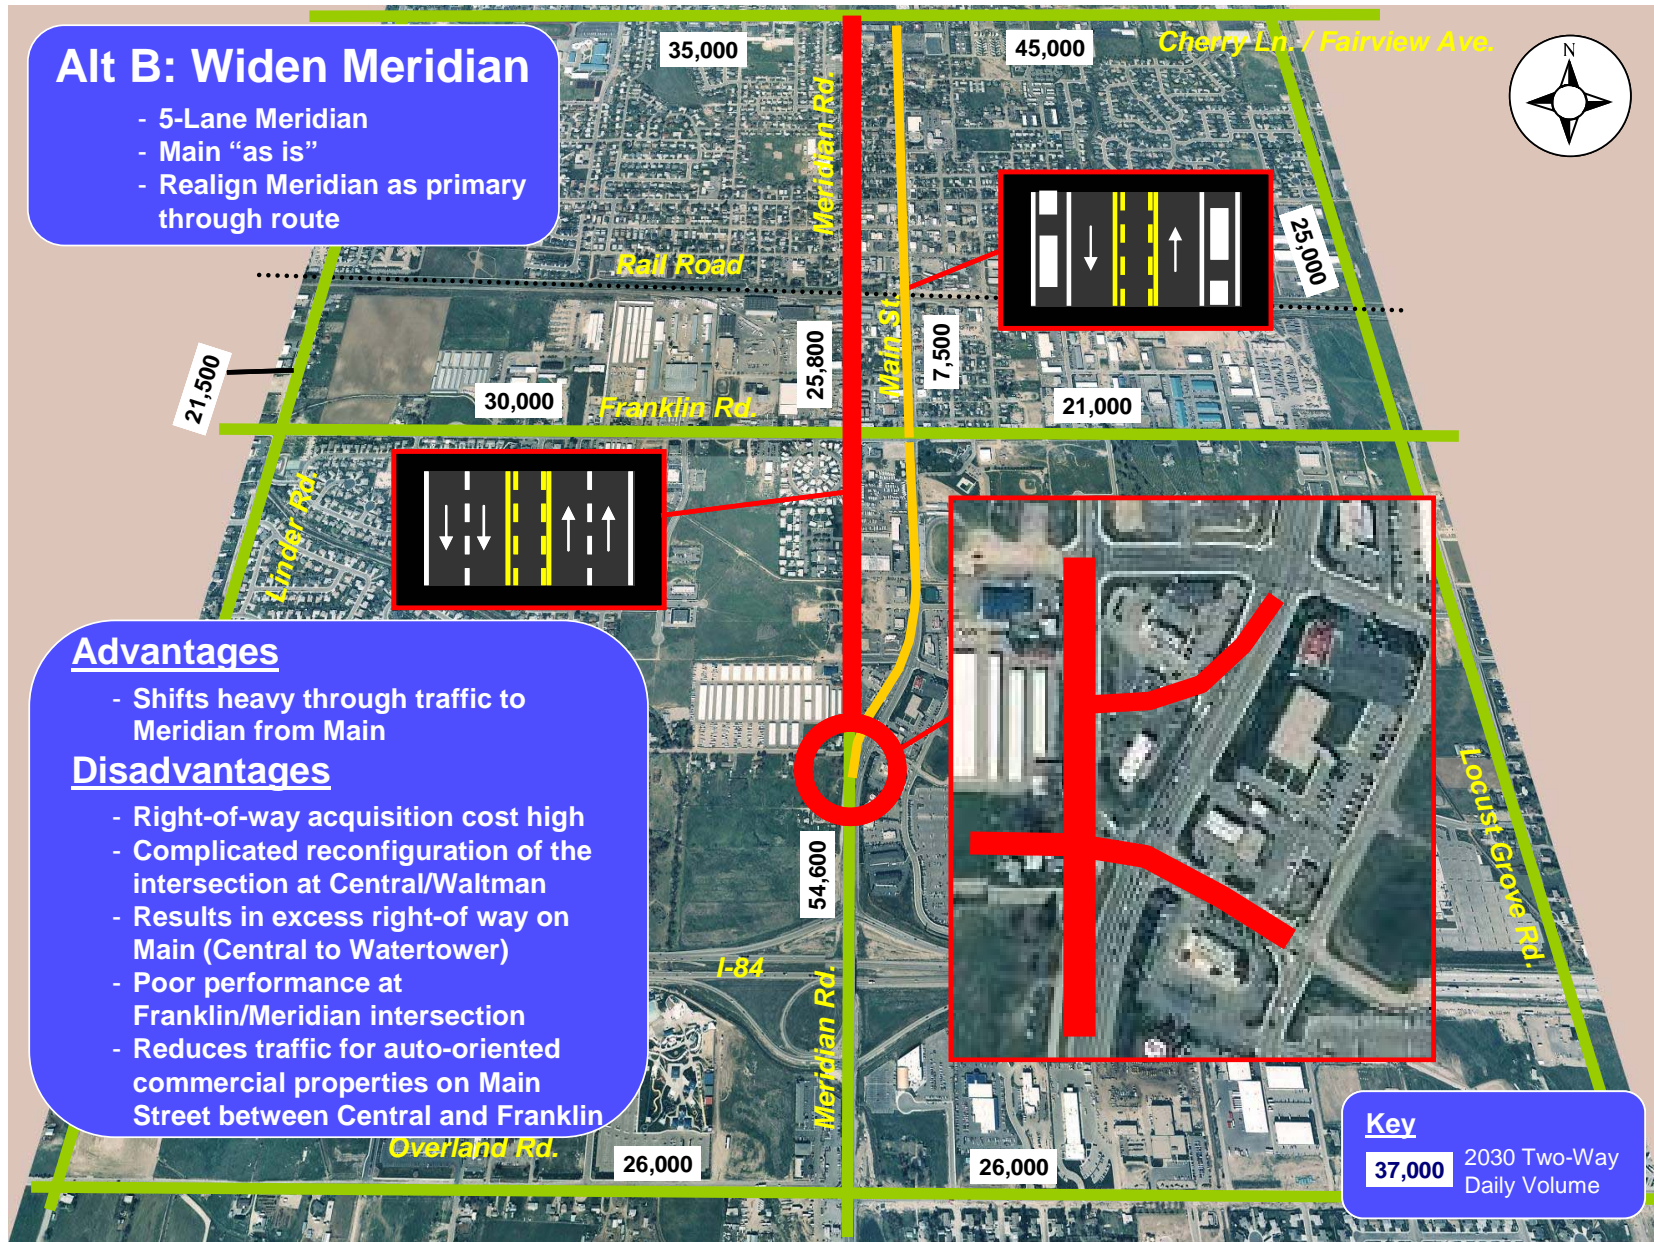 Alt B: Widen Meridian
- 5-Lane Meridian
- Main “as is”
- Realign Meridian as primary
through route
35,000
45,000
Cherry Ln. / Fairview Ave.
N
Meridian Rd.
Rail Road
25,000
21,500
30,000
Franklin Rd.
25,800
Main St.
7,500
21,000
Linder Rd.
Advantages
- Shifts heavy through traffic to
Meridian from Main
Disadvantages
- Right-of-way acquisition cost high
- Complicated reconfiguration of the
intersection at Central/Waltman
- Results in excess right-of way on
Main (Central to Watertower)
- Poor performance at
Franklin/Meridian intersection
- Reduces traffic for auto-oriented
commercial properties on Main
Street between Central and Franklin
54,600
Locust Grove Rd.
I-84
Meridian Rd.
Overland Rd.
26,000
26,000
Key
37,000
2030 Two-Way
Daily Volume